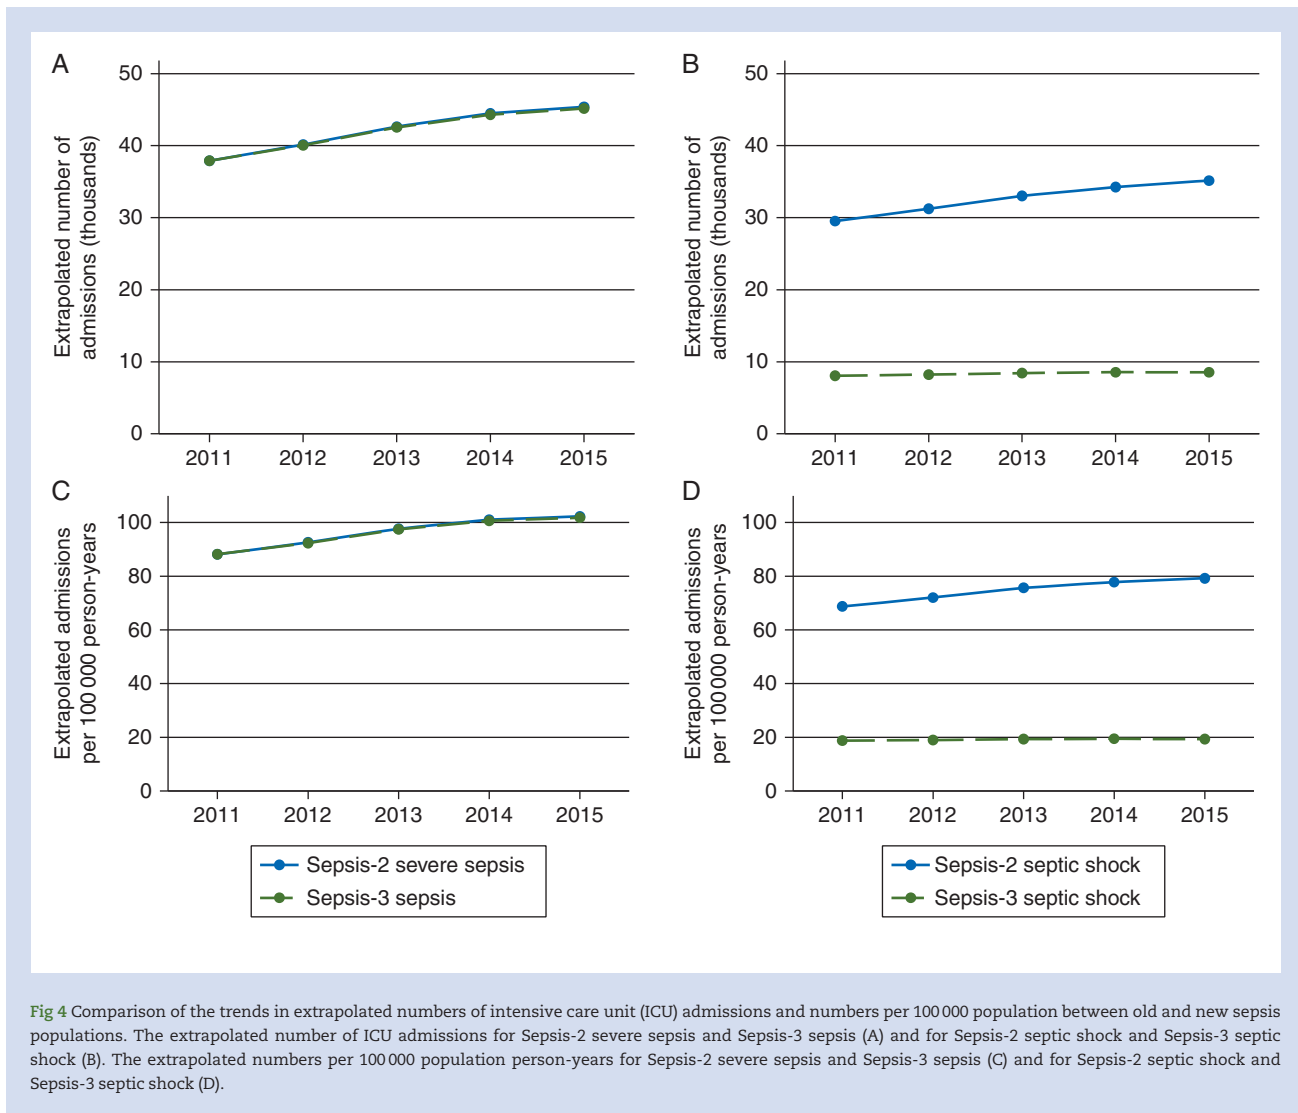 A
50
40
30
20
10
0
Extrapolated number of
admissions (thousands)
2011 2012 2013 2014 2015
B
50
40
30
20
10
0
Extrapolated number of
admissions (thousands)
2011 2012 2013 2014 2015
C
100
80
60
40
20
0
Extrapolated admissions
per 100 000 person-years
2011 2012 2013 2014 2015
Sepsis-2 severe sepsis
Sepsis-3 sepsis
D
100
80
60
40
20
0
Extrapolated admissions
per 100 000 person-years
2011 2012 2013 2014 2015
Sepsis-2 septic shock
Sepsis-3 septic shock
Fig 4 Comparison of the trends in extrapolated numbers of intensive care unit (ICU) admissions and numbers per 100 000 population between old and new sepsis
populations. The extrapolated number of ICU admissions for Sepsis-2 severe sepsis and Sepsis-3 sepsis (A) and for Sepsis-2 septic shock and Sepsis-3 septic
shock (B). The extrapolated numbers per 100 000 population person-years for Sepsis-2 severe sepsis and Sepsis-3 sepsis (C) and for Sepsis-2 septic shock and
Sepsis-3 septic shock (D).